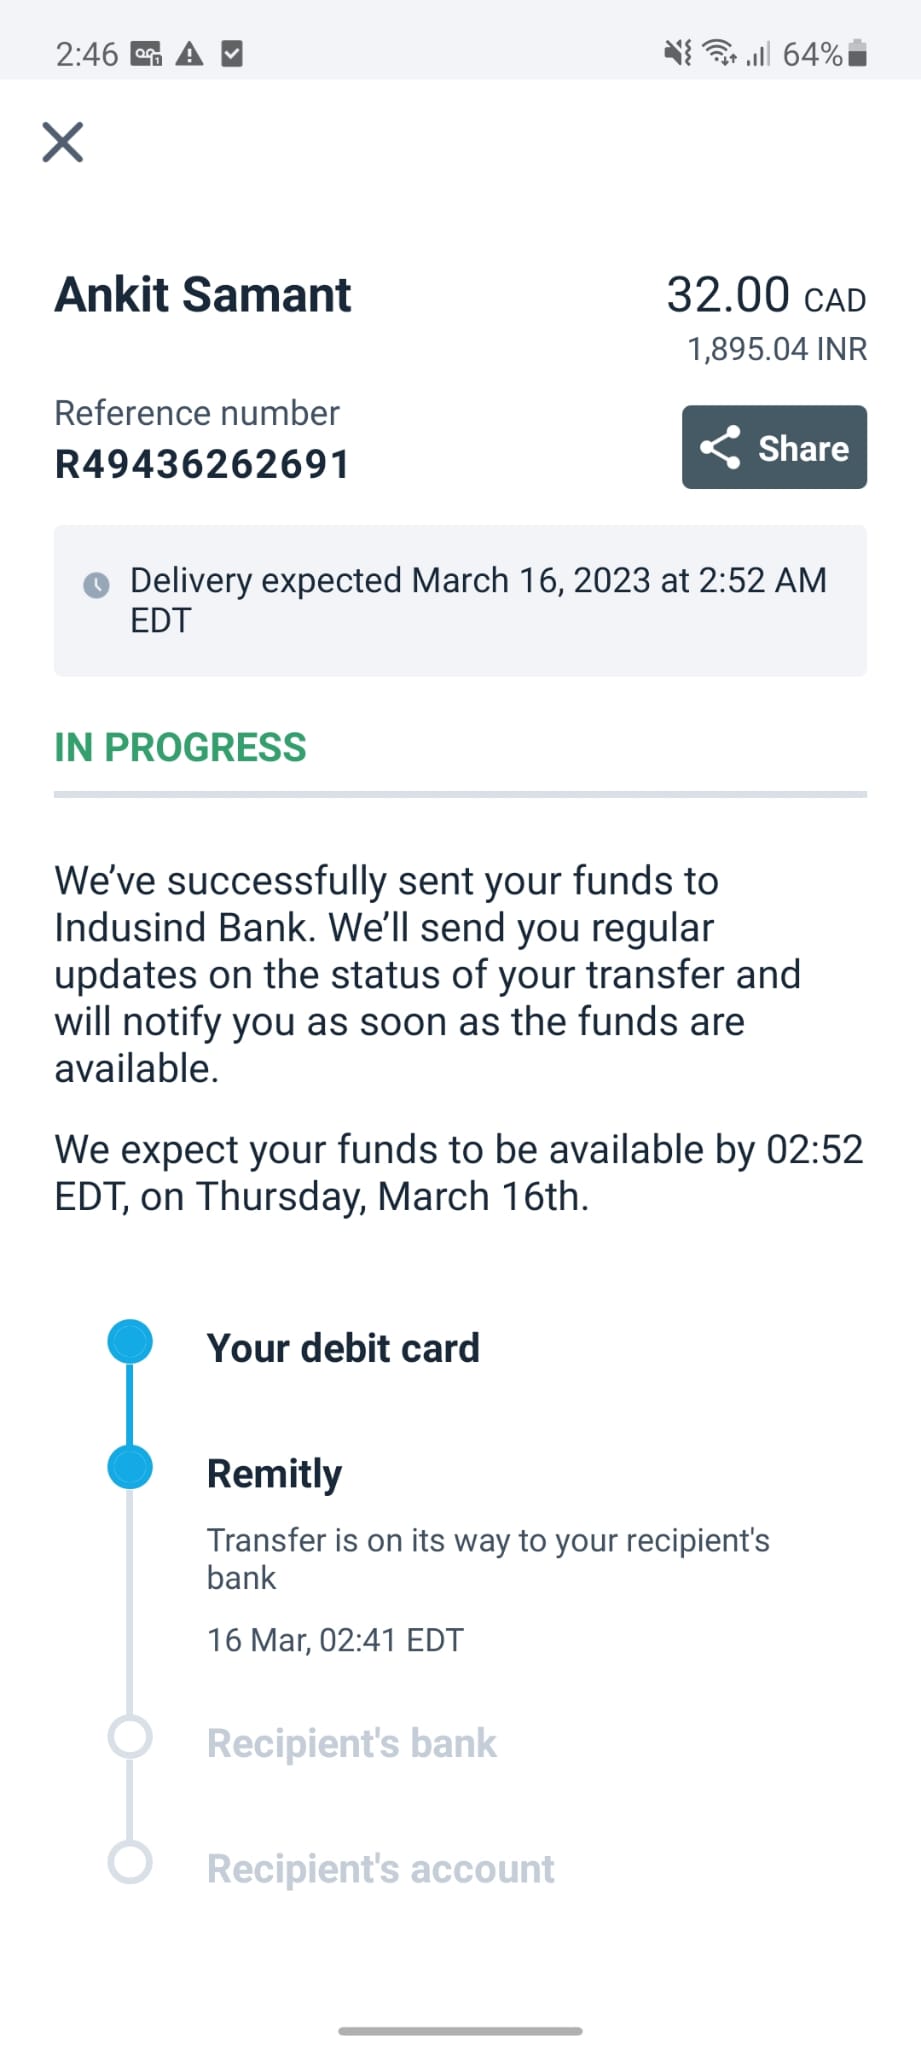 2:46
64%
Ankit Samant
32.00 CAD
1,895.04 INR
Reference number
R49436262691
Share
Delivery expected March 16, 2023 at 2:52 AM
EDT
IN PROGRESS
We’ve successfully sent your funds to
Indusind Bank. We’ll send you regular
updates on the status of your transfer and
will notify you as soon as the funds are
available.
We expect your funds to be available by 02:52
EDT, on Thursday, March 16th.
Your debit card
Remitly
Transfer is on its way to your recipient's
bank
16 Mar, 02:41 EDT
Recipient's bank
Recipient's account